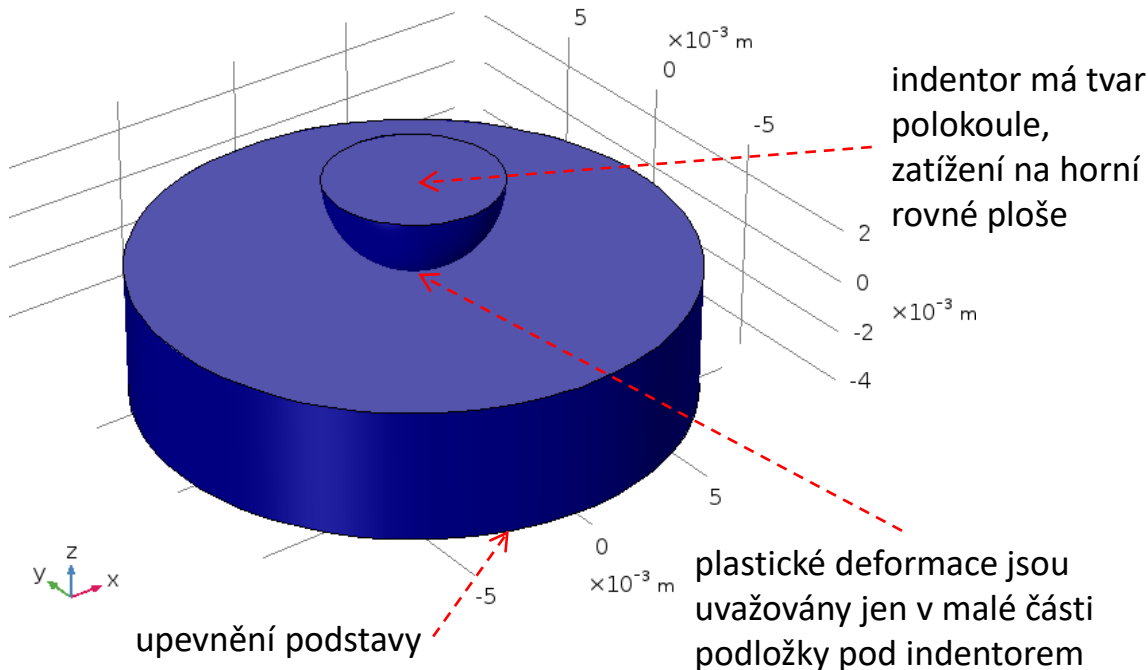 5
×10⁻³ m
0
-5
indentor má tvar
polokoule,
zatížení na horní
rovné ploše
2
0
-2
×10⁻³ m
-4
5
0
×10⁻³ m
-5
z
y
x
upevnění podstavy
plastické deformace jsou
uvažovány jen v malé části
podložky pod indentorem